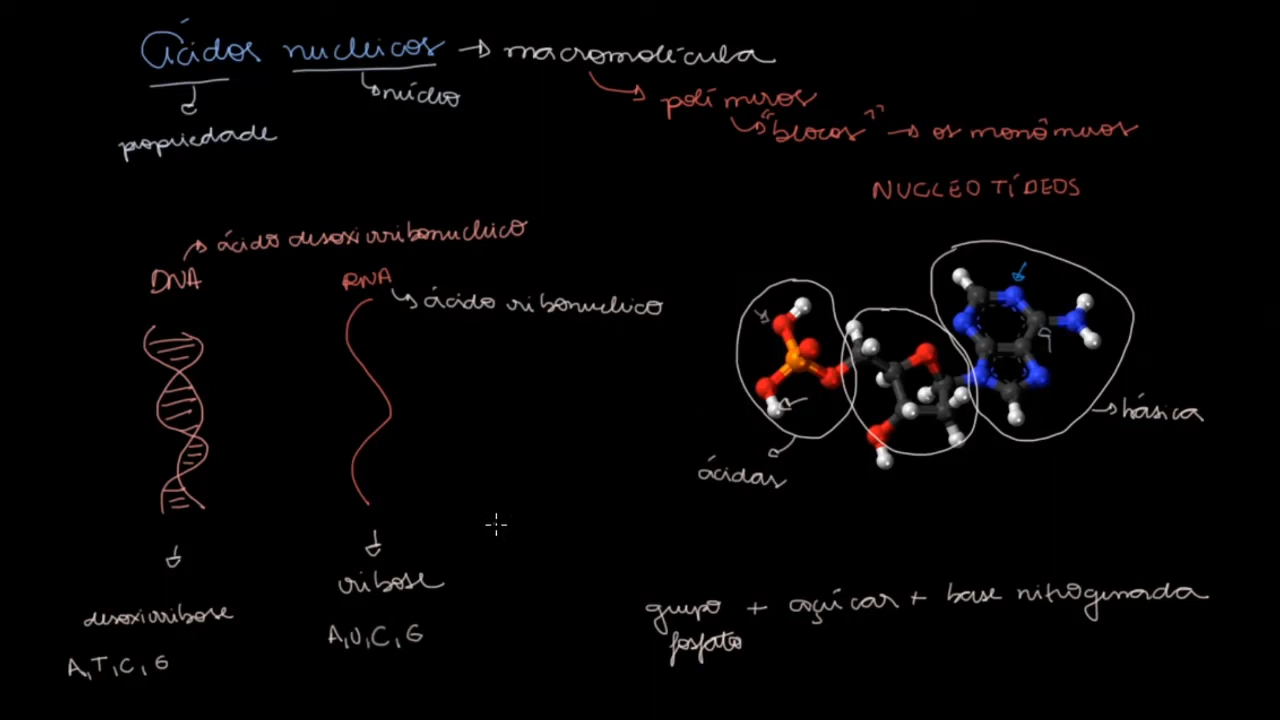 Ácidos nucleicos → macromolécula
núcleo
propriedade
polímeros
"blocos" → os monômeros
NUCLEOTÍDEOS
ácido desoxirribonucleico
DNA
RNA
ácido ribonucleico
básica
ácidas
ribose
desoxirribose
A, U, C, G
A, T, C, G
grupo fosfato + açúcar + base nitrogenada